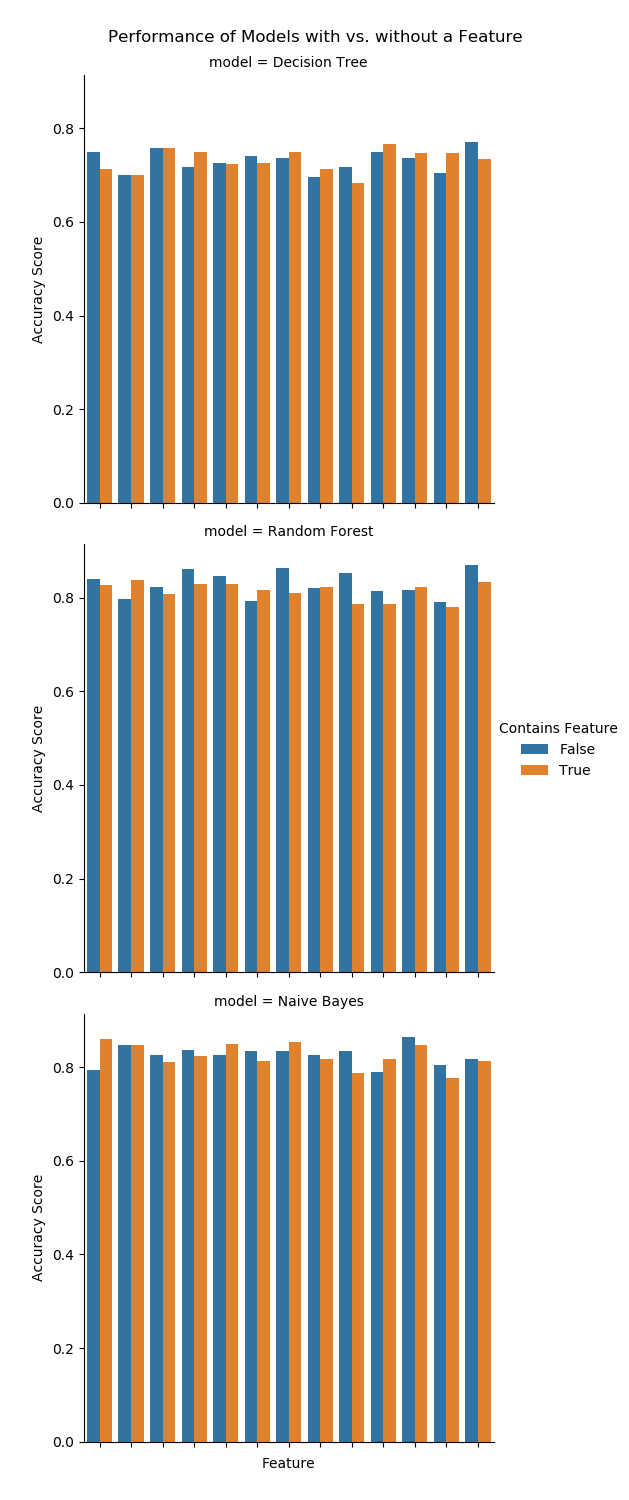 Performance of Models with vs. without a Feature
model = Decision Tree
0.8
0.6
0.4
0.2
0.0
Accuracy Score
model = Random Forest
0.8
0.6
0.4
0.2
0.0
Accuracy Score
Contains Feature
False
True
model = Naive Bayes
0.8
0.6
0.4
0.2
0.0
Accuracy Score
Feature